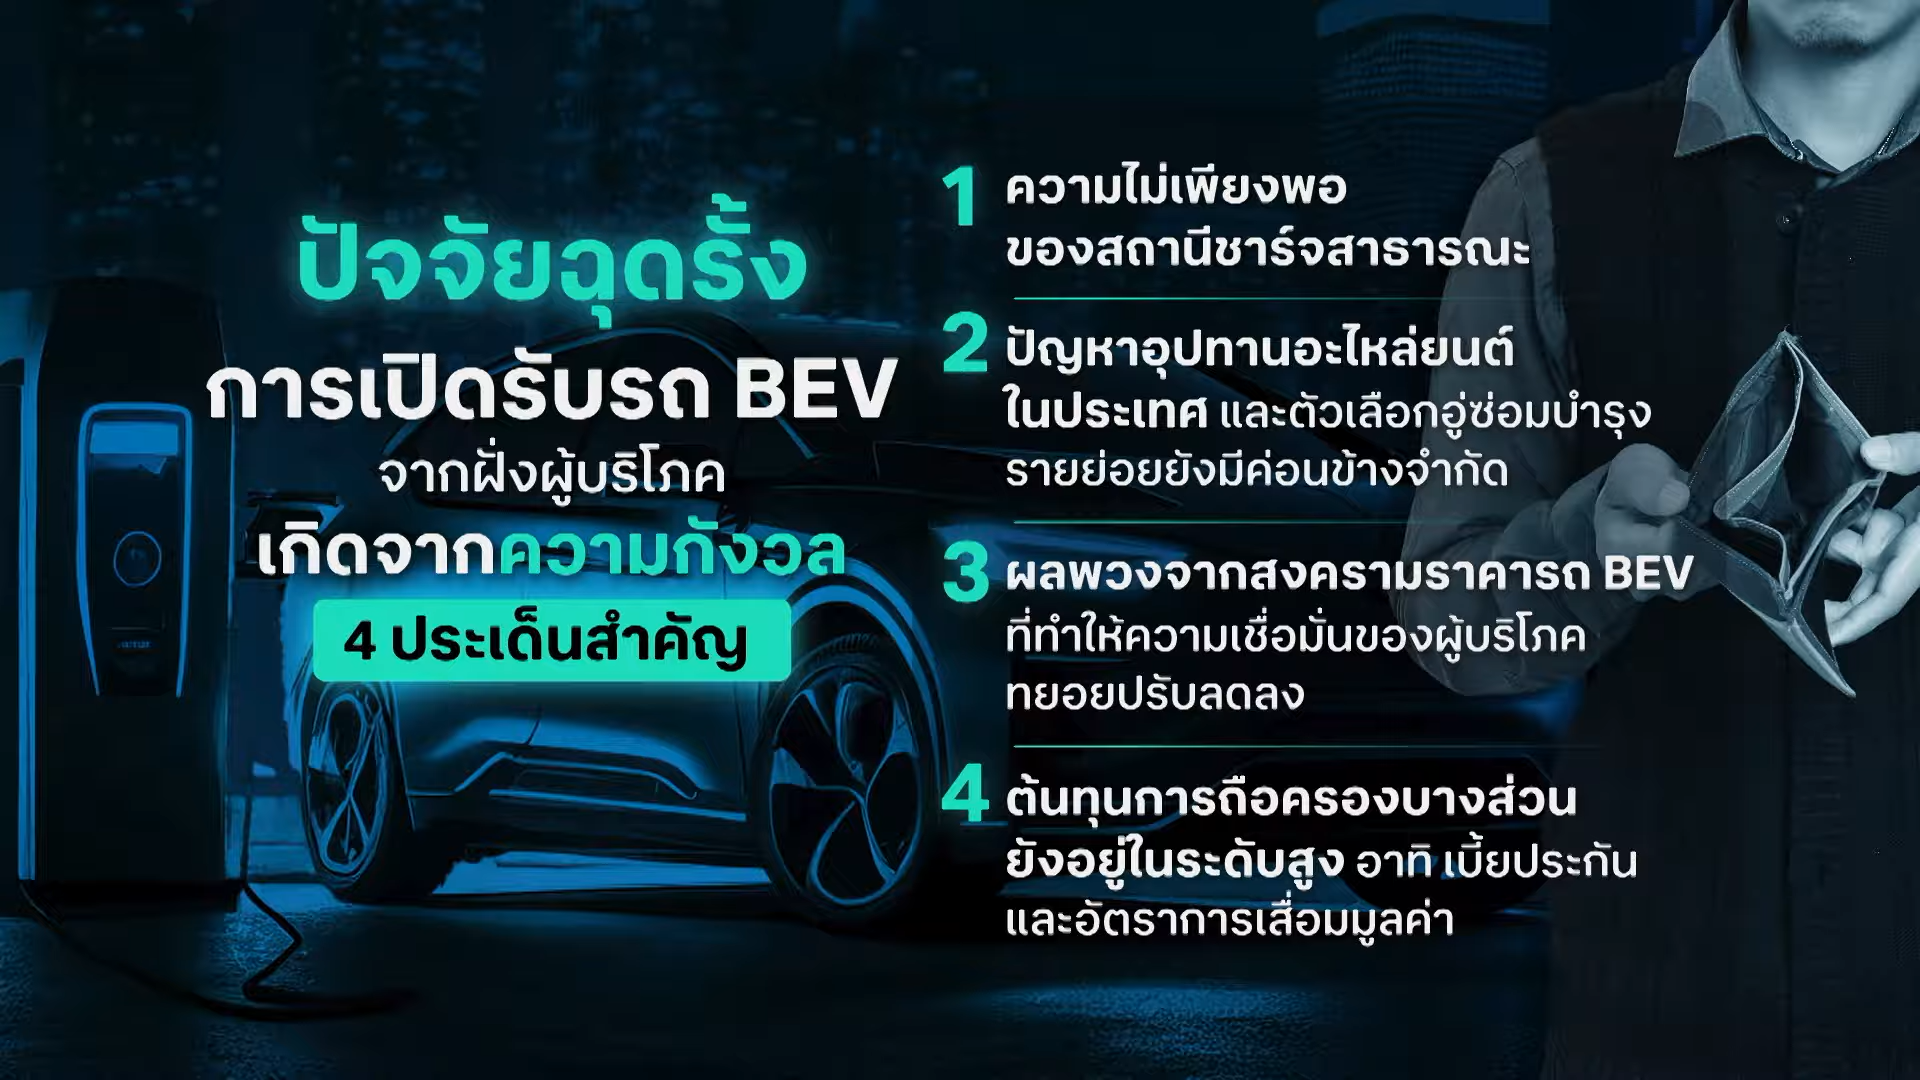 ปัจจัยฉุดรั้ง
การเปิดรับรถ BEV
จากฝั่งผู้บริโภค
เกิดจากความกังวล
4 ประเด็นสำคัญ
1 ความไม่เพียงพอ
ของสถานีชาร์จสาธารณะ
2 ปัญหาอุปทานอะไหล่ยนต์
ในประเทศ และตัวเลือกอู่ซ่อมบำรุง
รายย่อยยังมีค่อนข้างจำกัด
3 ผลพวงจากสงครามราคารถ BEV
ที่ทำให้ความเชื่อมั่นของผู้บริโภค
ทยอยปรับลดลง
4 ต้นทุนการถือครองบางส่วน
ยังอยู่ในระดับสูง อาทิ เบี้ยประกัน
และอัตราการเสื่อมมูลค่า